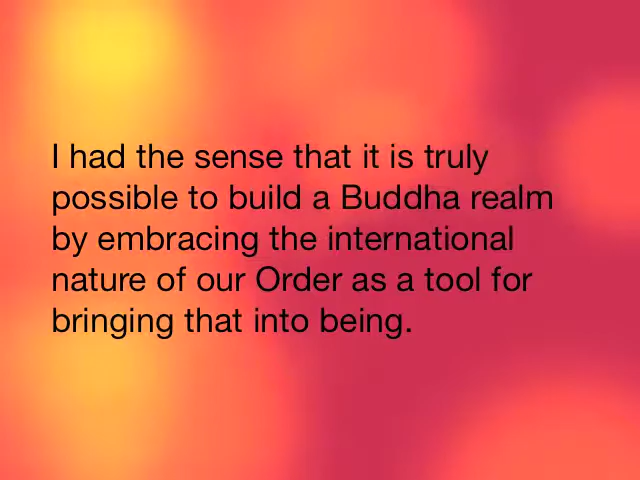 I had the sense that it is truly
possible to build a Buddha realm
by embracing the international
nature of our Order as a tool for
bringing that into being.